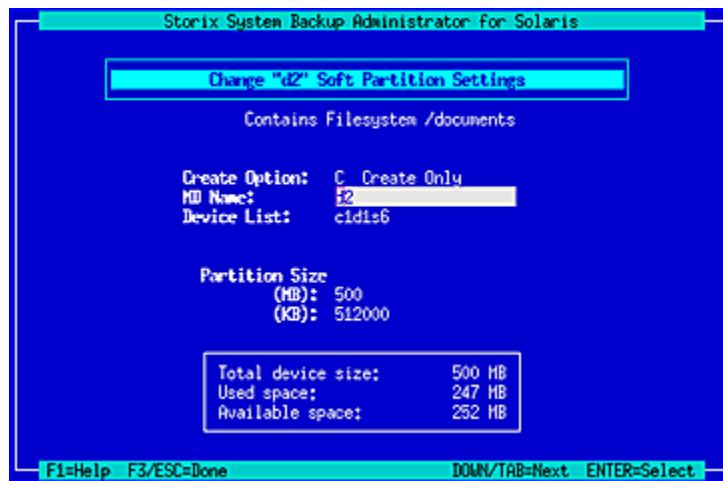 Storix System Backup Administrator for Solaris
Change "d2" Soft Partition Settings
Contains Filesystem /documents
Create Option: C Create Only
MD Name: d2
Device List: c1d1s6
Partition Size
(MB): 500
(KB): 512000
Total device size: 500 MB
Used space: 247 MB
Available space: 252 MB
F1=Help F3/ESC=Done DOWN/TAB=Next ENTER=Select